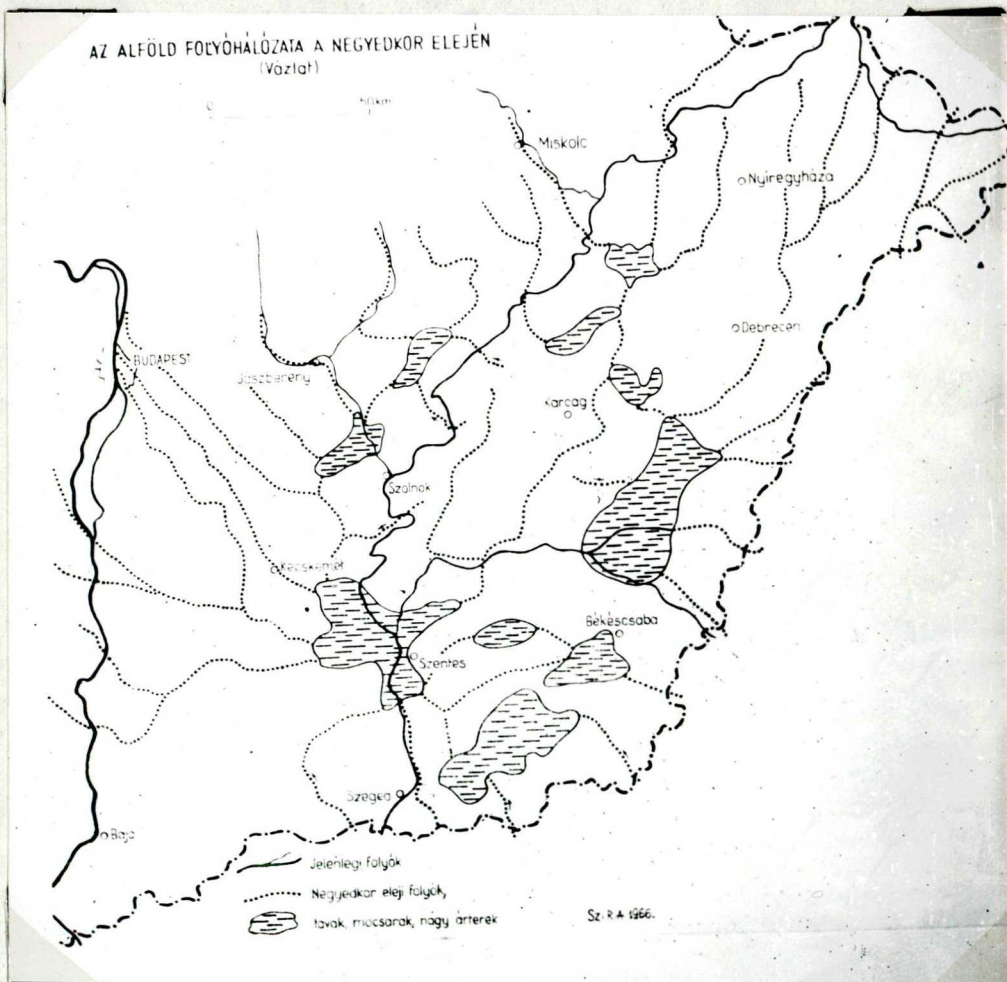 AZ ALFÖLD FOLYÓHÁLÓZATA A NEGYEDKOR ELEJÉN
(Vázlat)
0 50km
Miskolc
Nyíregyháza
BUDAPEST
Debrecen
Jászberény
Karcag
Szolnok
Kecskemét
Békéscsaba
Szentes
Szeged
Baja
Jelenlegi folyók
Negyedkor eleji folyók,
tavak, mocsarak, nagy árterek
Sz. R. A. 1966.